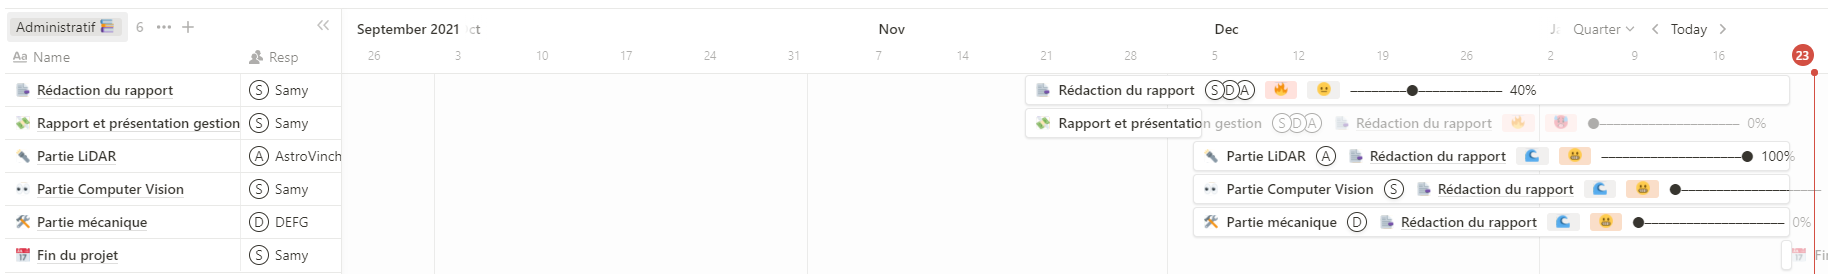 Administratif 6 ... +
September 2021 ct Nov Dec Ja Quarter Today
Aa Name Resp
26 3 10 17 24 31 7 14 21 28 5 12 19 26 2 9 16 23
Rédaction du rapport S Samy Rédaction du rapport S D A 40%
Rapport et présentation gestion S Samy Rapport et présentation gestion S D A Rédaction du rapport 0%
Partie LiDAR A AstroVinch Partie LiDAR A Rédaction du rapport 100%
Partie Computer Vision S Samy Partie Computer Vision S Rédaction du rapport
Partie mécanique D DEFG Partie mécanique D Rédaction du rapport 0%
Fin du projet S Samy Fin